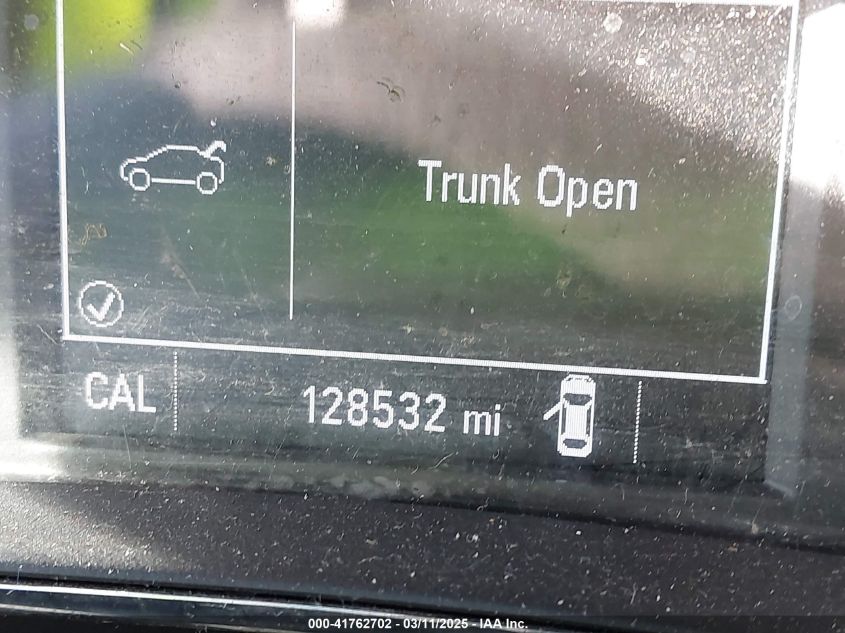 Trunk Open
CAL 128532 mi
000-41762702 - 03/11/2025 - IAA Inc.